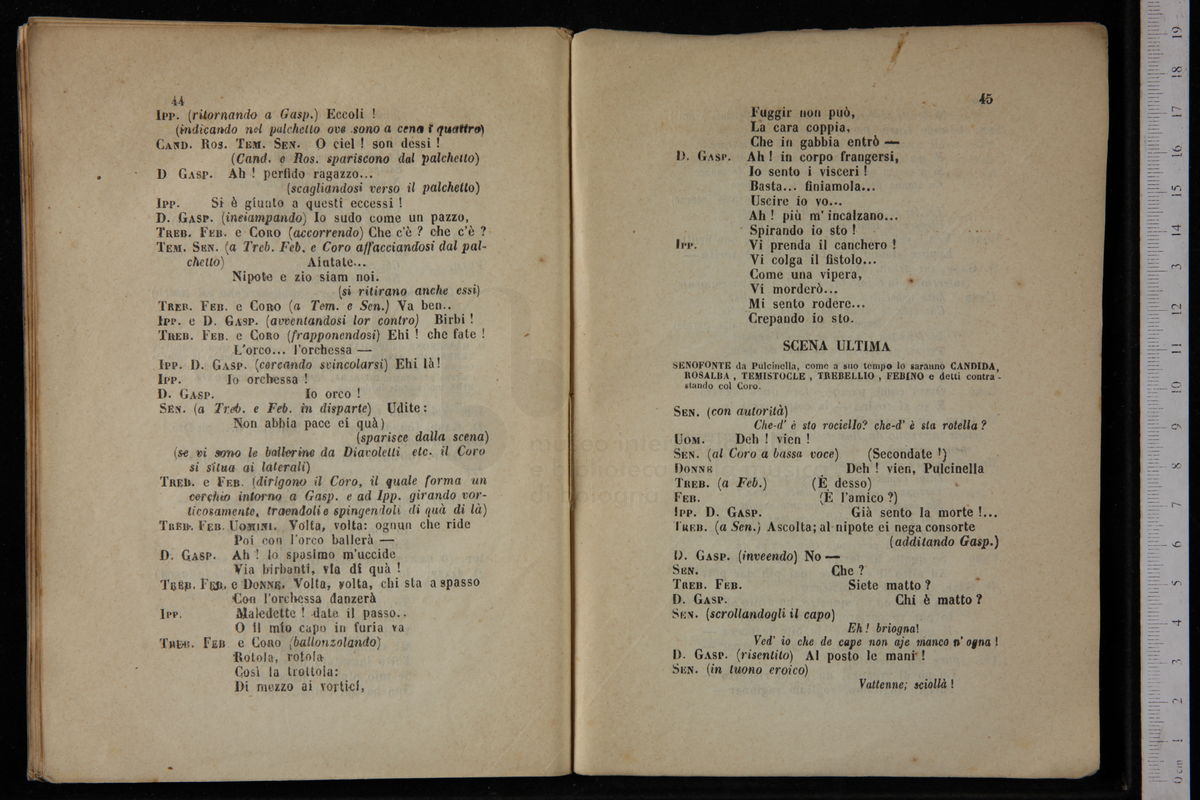 44
IPP. (ritornando a Gasp.) Eccoli !
(indicando nel palchetto ove sono a cena i quattro)
CAND. ROS. TEM. SEN. O ciel ! son dessi !
(Cand. e Ros. spariscono dal palchetto)
D GASP. Ah ! perfido ragazzo...
(scagliandosi verso il palchetto)
IPP. Si è giunto a questi eccessi !
D. GASP. (inciampando) Io sudo come un pazzo,
TREB. FEB. e CORO (accorrendo) Che c'è ? che c'è ?
TEM. SEN. (a Treb. Feb. e Coro affacciandosi dal pal-
chetto) Aiutate...
Nipote e zio siam noi.
(si ritirano anche essi)
TREB. FEB. e CORO (a Tem. e Sen.) Va ben..
IPP. e D. GASP. (avventandosi lor contro) Birbi !
TREB. FEB. e CORO (frapponendosi) Ehi ! che fate !
L'orco... l'orchessa —
IPP. D. GASP. (cercando svincolarsi) Ehi là!
IPP. Io orchessa !
D. GASP. Io orco !
SEN. (a Treb. e Feb. in disparte) Udite:
Non abbia pace ei quà)
(sparisce dalla scena)
(se vi sono le ballerine da Diavoletti etc. il Coro
si situa ai laterali)
TREB. e FEB. (dirigono il Coro, il quale forma un
cerchio intorno a Gasp. e ad Ipp. girando vor-
ticosamente, traendoli e spingendoli di quà di là)
TREB. FEB. UOMINI. Volta, volta: ognun che ride
Poi con l'orco ballerà —
D. GASP. Ah ! lo spasimo m'uccide
Via birbanti, via di quà !
TREB. FEB. e DONNE. Volta, volta, chi sta a spasso
Con l'orchessa danzerà
IPP. Maledette ! date il passo..
O il mio capo in furia va
TREB. FEB e CORO (ballonzolando)
Rotola, rotola
Così la trottola:
Di mezzo ai vortici,
45
Fuggir non può,
La cara coppia,
Che in gabbia entrò —
D. GASP. Ah ! in corpo frangersi,
Io sento i visceri !
Basta... finiamola...
Uscire io vo...
Ah ! più m' incalzano...
Spirando io sto !
IPP. Vi prenda il canchero !
Vi colga il fistolo...
Come una vipera,
Vi morderò...
Mi sento rodere...
Crepando io sto.
SCENA ULTIMA
SENOFONTE da Pulcinella, come a suo tempo lo saranno CANDIDA,
ROSALBA , TEMISTOCLE , TREBELLIO , FEBINO e detti contra-
stando col Coro.
SEN. (con autorità)
Che-d' è sto rociello? che-d' è sta rotella ?
UOM. Deh ! vien !
SEN. (al Coro a bassa voce) (Secondate !)
DONNE Deh ! vien, Pulcinella
TREB. (a Feb.) (È desso)
FEB. (È l'amico ?)
IPP. D. GASP. Già sento la morte !...
TREB. (a Sen.) Ascolta; al nipote ei nega consorte
(additando Gasp.)
D. GASP. (inveendo) No —
SEN. Che ?
TREB. FEB. Siete matto ?
D. GASP. Chi è matto ?
SEN. (scrollandogli il capo)
Eh ! briogna!
Ved' io che de cape non aje manco n' ogna !
D. GASP. (risentito) Al posto le mani !
SEN. (in tuono eroico)
Vattenne; sciollà !